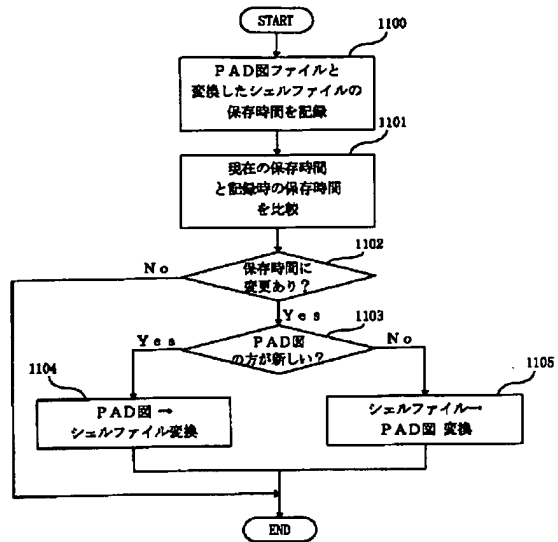 START
1100
PAD図ファイルと
変換したシェルファイルの
保存時間を記録
1101
現在の保存時間
と記録時の保存時間
を比較
1102
No
保存時間に
変更あり?
Yes
1103
Yes
PAD図
の方が新しい?
No
1104
PAD図 →
シェルファイル変換
1105
シェルファイル→
PAD図 変換
END